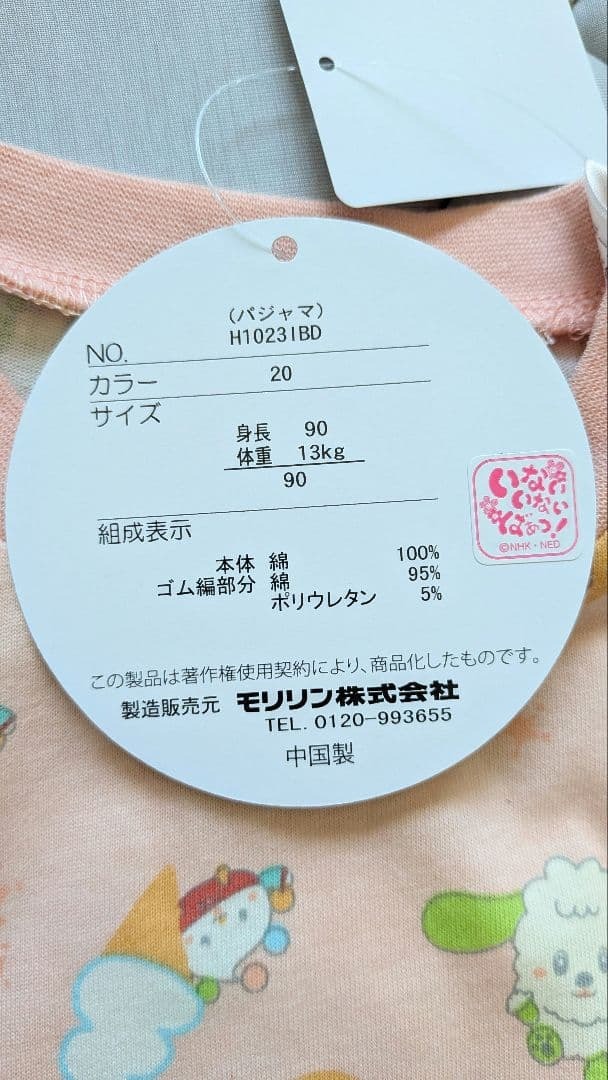 (パジャマ)
NO. H1023IBD
カラー 20
サイズ
身長 90
体重 13kg
90
組成表示
本体 綿 100%
ゴム編部分 綿 95%
ポリウレタン 5%
いないいないばあっ!
©NHK・NED
この製品は著作権使用契約により、商品化したものです。
製造販売元 モリリン株式会社
TEL. 0120-993655
中国製